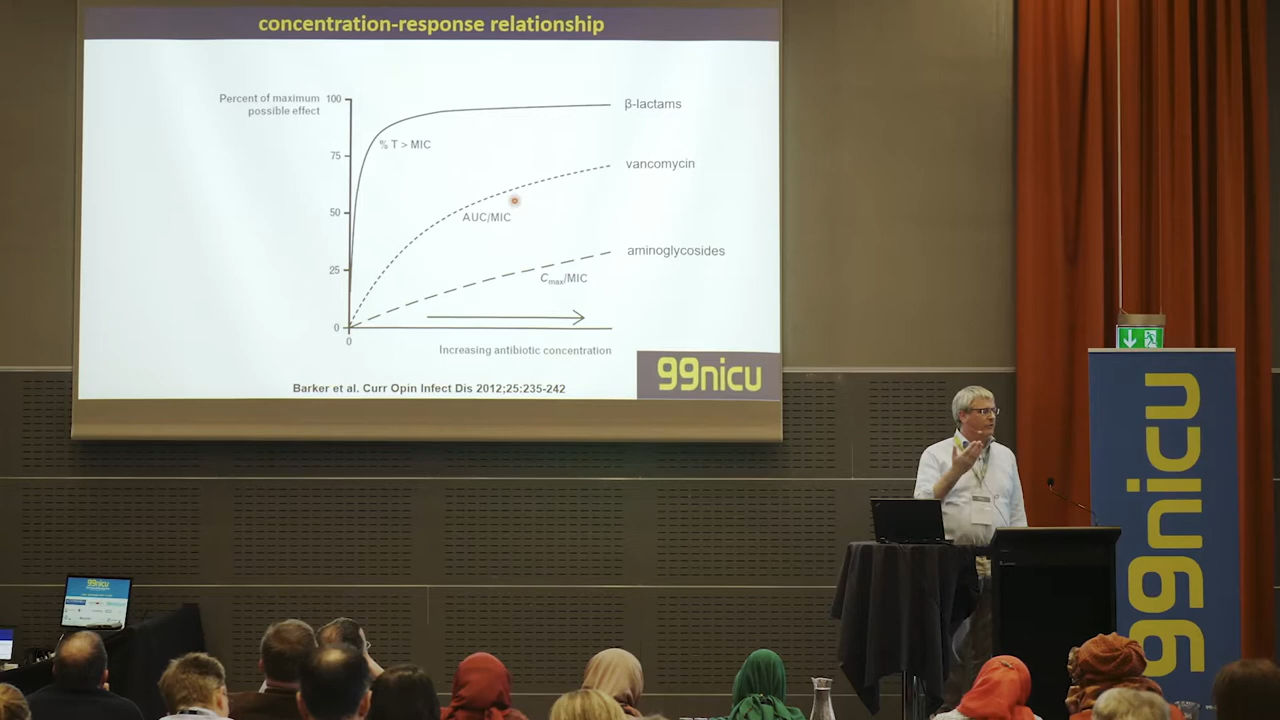 concentration-response relationship
Percent of maximum
possible effect
100
75
50
25
0
0
β-lactams
% T > MIC
vancomycin
AUC/MIC
aminoglycosides
Cmax/MIC
Increasing antibiotic concentration
99nicu
Barker et al. Curr Opin Infect Dis 2012;25:235-242
99nicu
99nicu